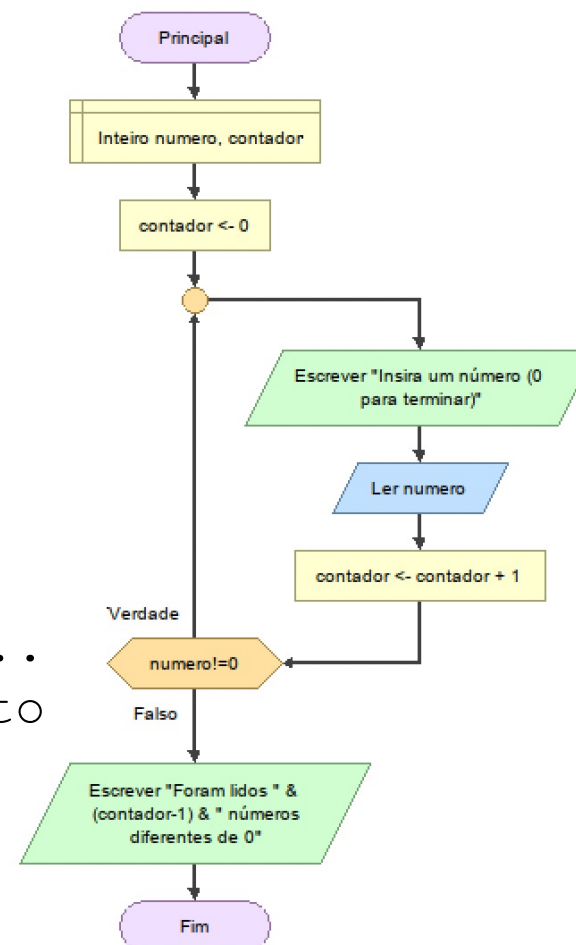 Principal
Inteiro numero, contador
contador <- 0
Escrever "Insira um número (0
para terminar)"
Ler numero
contador <- contador + 1
Verdade
numero!=0
Falso
Escrever "Foram lidos " &
(contador-1) & " números
diferentes de 0"
Fim